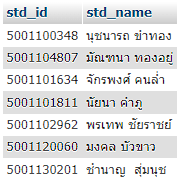 std_id std_name
5001100348 นุชนารถ ขำทอง
5001104807 มัณฑนา ทองอยู่
5001101634 จักรพงศ์ คนล่ำ
5001101811 นัยนา คำภู
5001102962 พรเทพ ชัยราชย์
5001120060 มงคล บัวขาว
5001130201 ชำนาญ สุ่มนุช